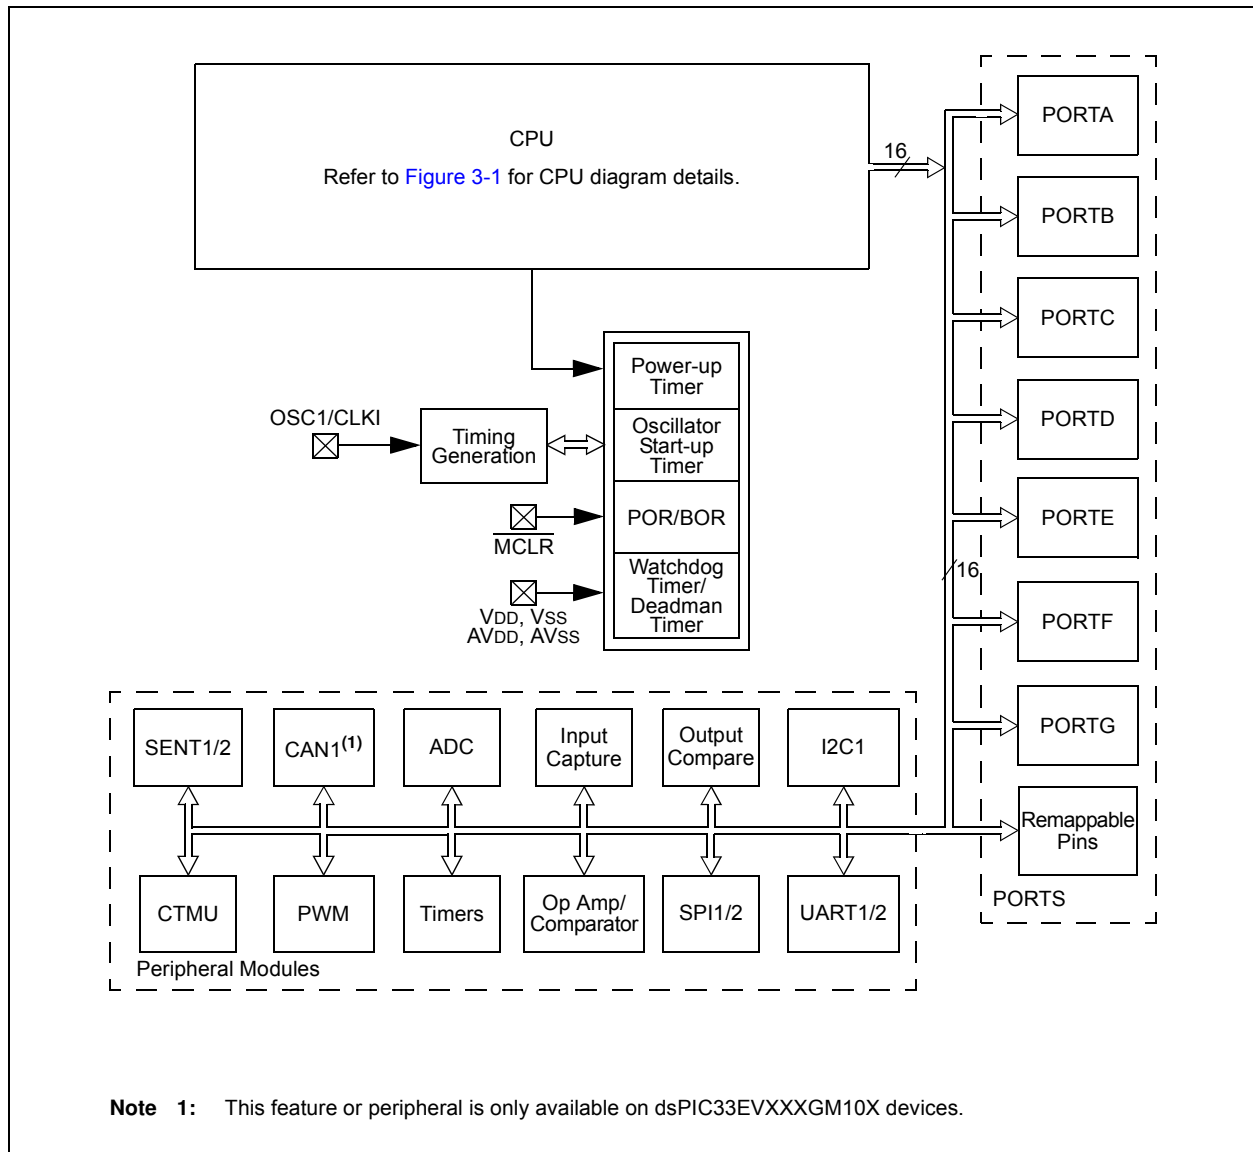 CPU
Refer to Figure 3-1 for CPU diagram details.
16
PORTA
PORTB
PORTC
PORTD
PORTE
16
PORTF
PORTG
Remappable
Pins
PORTS
Power-up
Timer
OSC1/CLKI
Timing
Generation
Oscillator
Start-up
Timer
MCLR
POR/BOR
VDD, VSS
AVDD, AVSS
Watchdog
Timer/
Deadman
Timer
SENT1/2
CAN1(1)
ADC
Input
Capture
Output
Compare
I2C1
CTMU
PWM
Timers
Op Amp/
Comparator
SPI1/2
UART1/2
Peripheral Modules
Note 1: This feature or peripheral is only available on dsPIC33EVXXXGM10X devices.